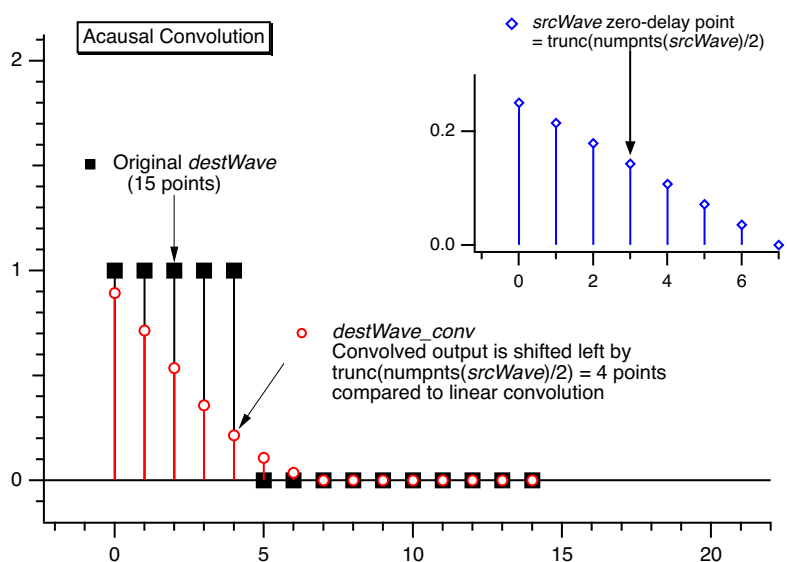 Acausal Convolution
srcWave zero-delay point
= trunc(numpnts(srcWave)/2)
2
0.2
0.0
0 2 4 6
Original destWave
(15 points)
1
destWave_conv
Convolved output is shifted left by
trunc(numpnts(srcWave)/2) = 4 points
compared to linear convolution
0
0 5 10 15 20